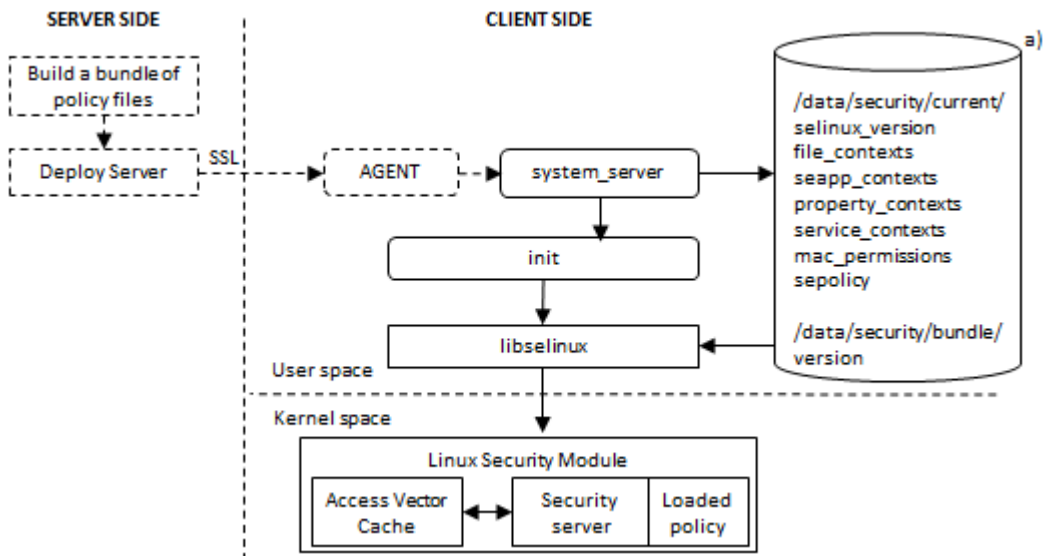 SERVER SIDE
CLIENT SIDE
a)
Build a bundle of
policy files
Deploy Server
SSL
AGENT
system_server
init
libselinux
/data/security/current/
selinux_version
file_contexts
seapp_contexts
property_contexts
service_contexts
mac_permissions
sepolicy
/data/security/bundle/
version
User space
Kernel space
Linux Security Module
Access Vector
Cache
Security
server
Loaded
policy